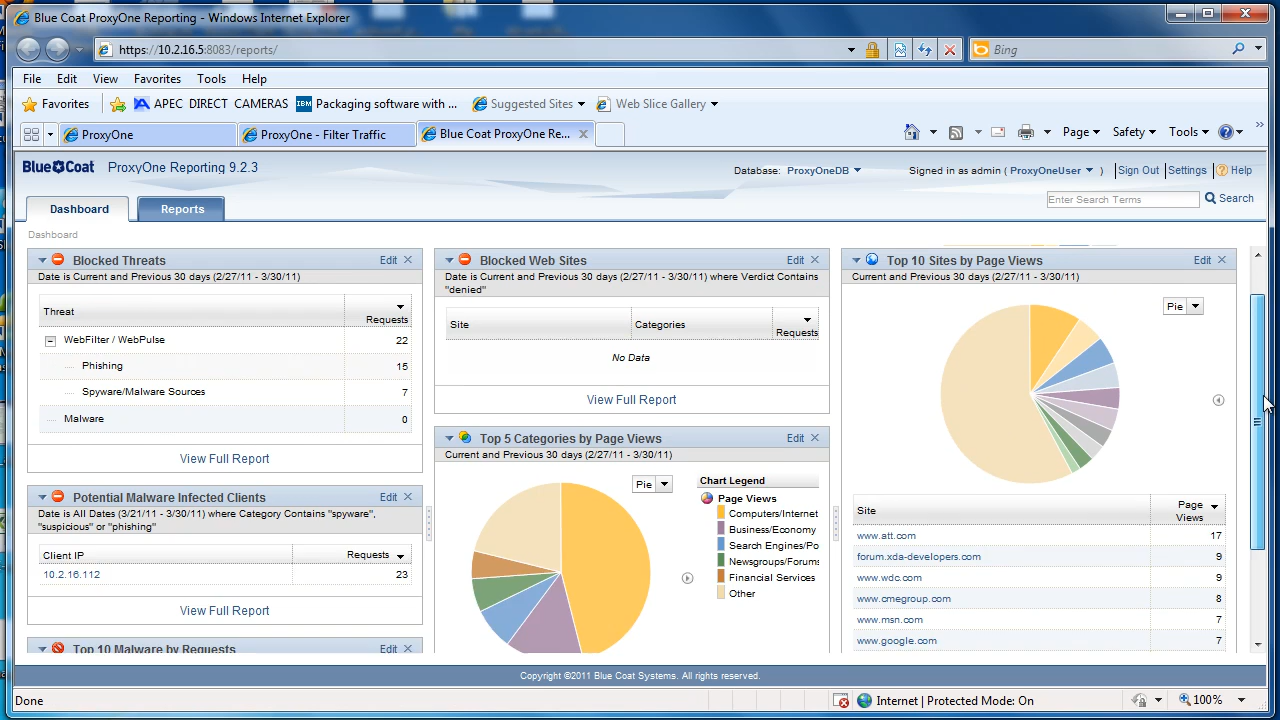 Blue Coat ProxyOne Reporting - Windows Internet Explorer
https://10.2.16.5:8083/reports/
Bing
File Edit View Favorites Tools Help
Favorites APEC DIRECT CAMERAS IBM Packaging software with ... Suggested Sites Web Slice Gallery
ProxyOne
ProxyOne - Filter Traffic
Blue Coat ProxyOne Re...
Page Safety Tools
Blue Coat ProxyOne Reporting 9.2.3
Database: ProxyOneDB Signed in as admin ( ProxyOneUser ) Sign Out Settings Help
Dashboard Reports
Enter Search Terms Search
Dashboard
Blocked Threats Edit
Date is Current and Previous 30 days (2/27/11 - 3/30/11)
Threat Requests
WebFilter / WebPulse 22
Phishing 15
Spyware/Malware Sources 7
Malware 0
View Full Report
Potential Malware Infected Clients Edit
Date is All Dates (3/21/11 - 3/30/11) where Category Contains "spyware",
"suspicious" or "phishing"
Client IP Requests
10.2.16.112 23
View Full Report
Top 10 Malware by Requests Edit
Blocked Web Sites Edit
Date is Current and Previous 30 days (2/27/11 - 3/30/11) where Verdict Contains
"denied"
Site Categories Requests
No Data
View Full Report
Top 5 Categories by Page Views Edit
Current and Previous 30 days (2/27/11 - 3/30/11)
Pie
Chart Legend
Page Views
Computers/Internet
Business/Economy
Search Engines/Po
Newsgroups/Forums
Financial Services
Other
Top 10 Sites by Page Views Edit
Current and Previous 30 days (2/27/11 - 3/30/11)
Pie
Site Page
Views
www.att.com 17
forum.xda-developers.com 9
www.wdc.com 9
www.cmegroup.com 8
www.msn.com 7
www.google.com 7
Copyright ©2011 Blue Coat Systems. All rights reserved.
Done Internet | Protected Mode: On 100%